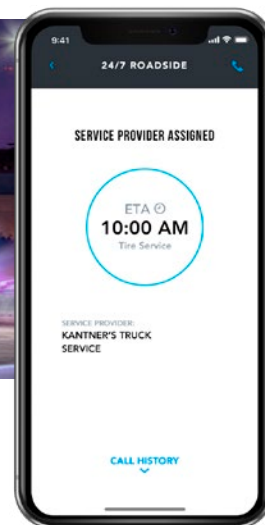 9:41
24/7 ROADSIDE
SERVICE PROVIDER ASSIGNED
ETA
10:00 AM
Tire Service
SERVICE PROVIDER:
KANTNER'S TRUCK
SERVICE
CALL HISTORY